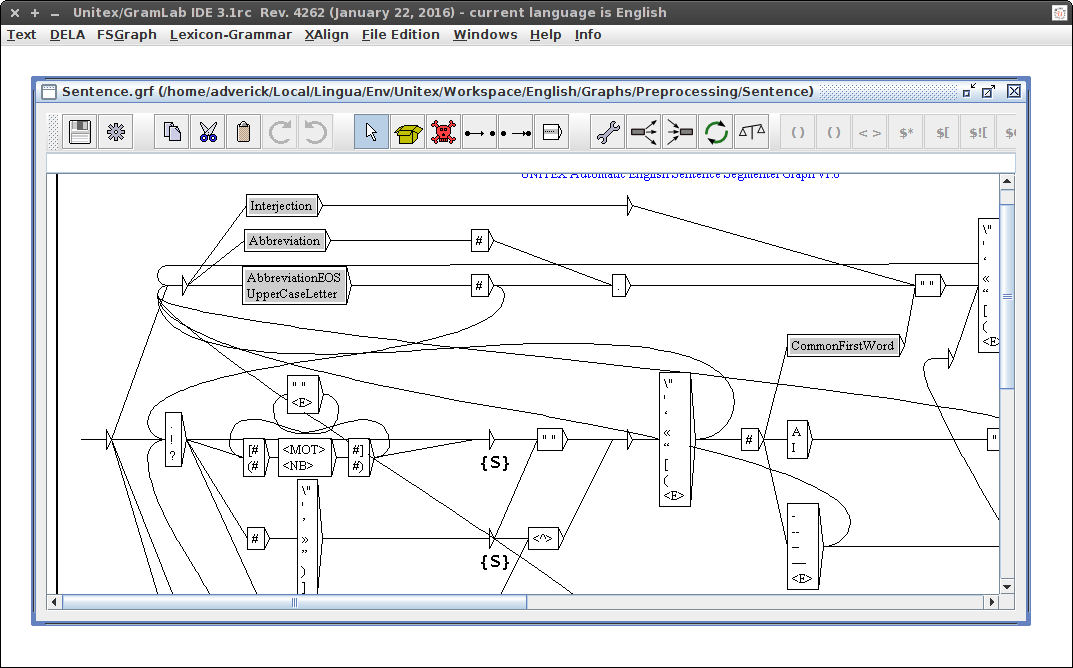 Unitex/GramLab IDE 3.1rc Rev. 4262 (January 22, 2016) - current language is English
Text DELA FSGraph Lexicon-Grammar XAlign File Edition Windows Help Info
Sentence.grf (/home/adverick/Local/Lingua/Env/Unitex/Workspace/English/Graphs/Preprocessing/Sentence)
( ) ( ) < > $* $[ $![
UNITEX Automatic English Sentence Segmenter Graph v1.8
Interjection
Abbreviation
#
AbbreviationEOS
UpperCaseLetter
#
.
" "
\"
'
‘
«
“
[
(
<E>
CommonFirstWord
" "
<E>
.
!
?
[#
(#
<MOT>
<NB>
#]
#)
{S}
" "
\"
'
‘
«
“
[
(
<E>
#
A
I
"
#
\"
'
’
»
”
)
]
{S}
<^>
-
--
–
—
<E>